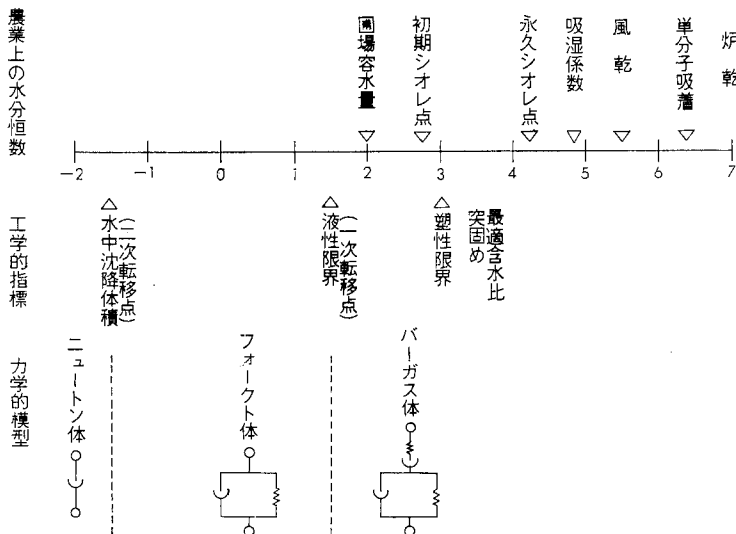 農業上の水分恒数
圃場容水量
初期シオレ点
永久シオレ点
吸湿係数
風乾
単分子吸着
炉乾
-2 -1 0 1 2 3 4 5 6 7
工学的指標
水中沈降体積
(二次転移点)
液性限界
(一次転移点)
塑性限界
最適含水比
突固め
力学的模型
ニュートン体
フォークト体
バーガス体